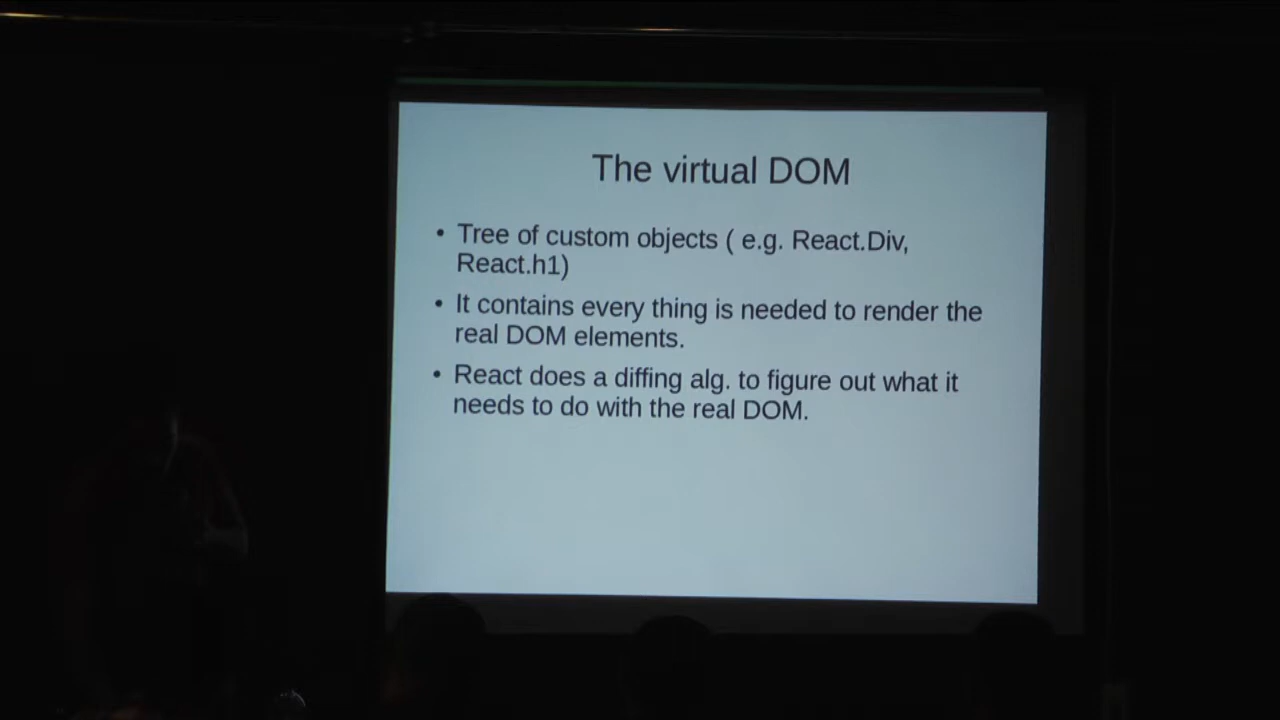 The virtual DOM
• Tree of custom objects ( e.g. React.Div,
React.h1)
• It contains every thing is needed to render the
real DOM elements.
• React does a diffing alg. to figure out what it
needs to do with the real DOM.